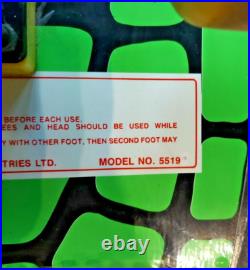 BEFORE EACH USE.
EES AND HEAD SHOULD BE USED WHILE
Y WITH OTHER FOOT, THEN SECOND FOOT MAY
TRIES LTD. MODEL NO. 5519